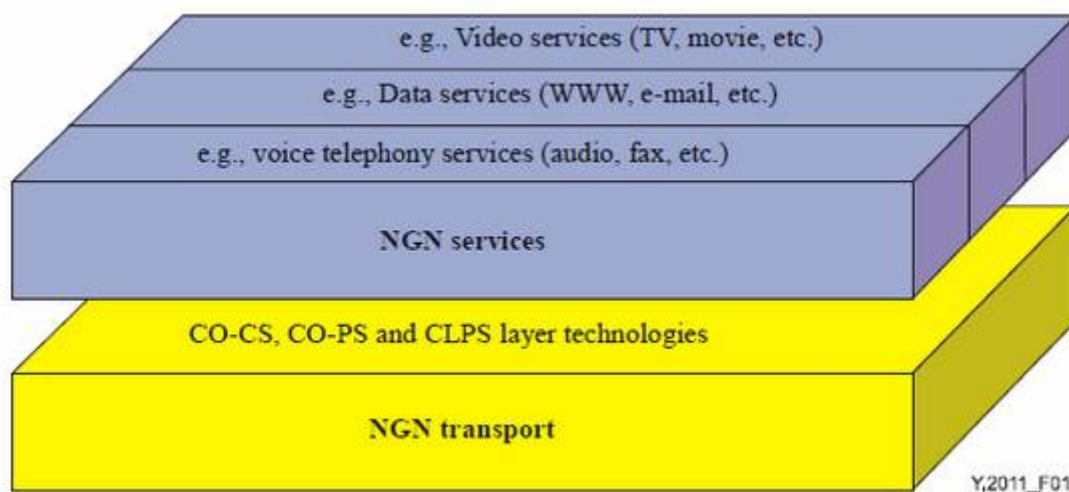 e.g., Video services (TV, movie, etc.)
e.g., Data services (WWW, e-mail, etc.)
e.g., voice telephony services (audio, fax, etc.)
NGN services
CO-CS, CO-PS and CLPS layer technologies
NGN transport
Y.2011_F01